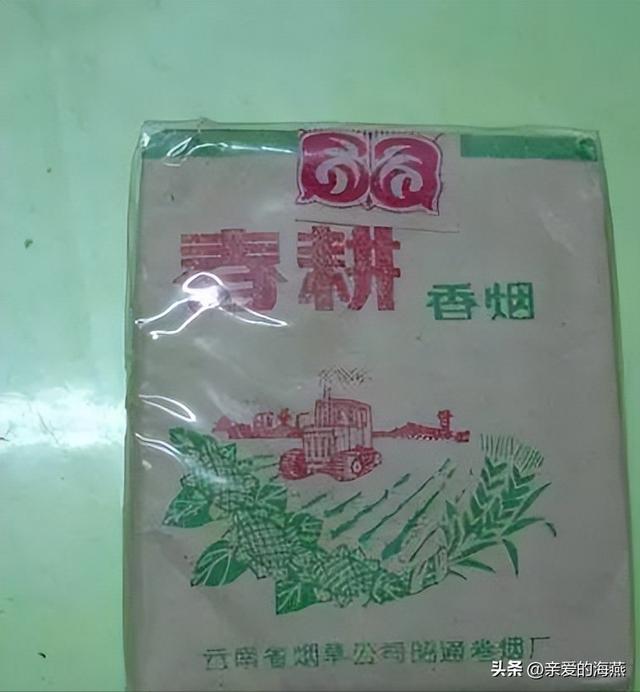 春耕
香烟
云南省烟草公司昭通卷烟厂
头条 @亲爱的海燕